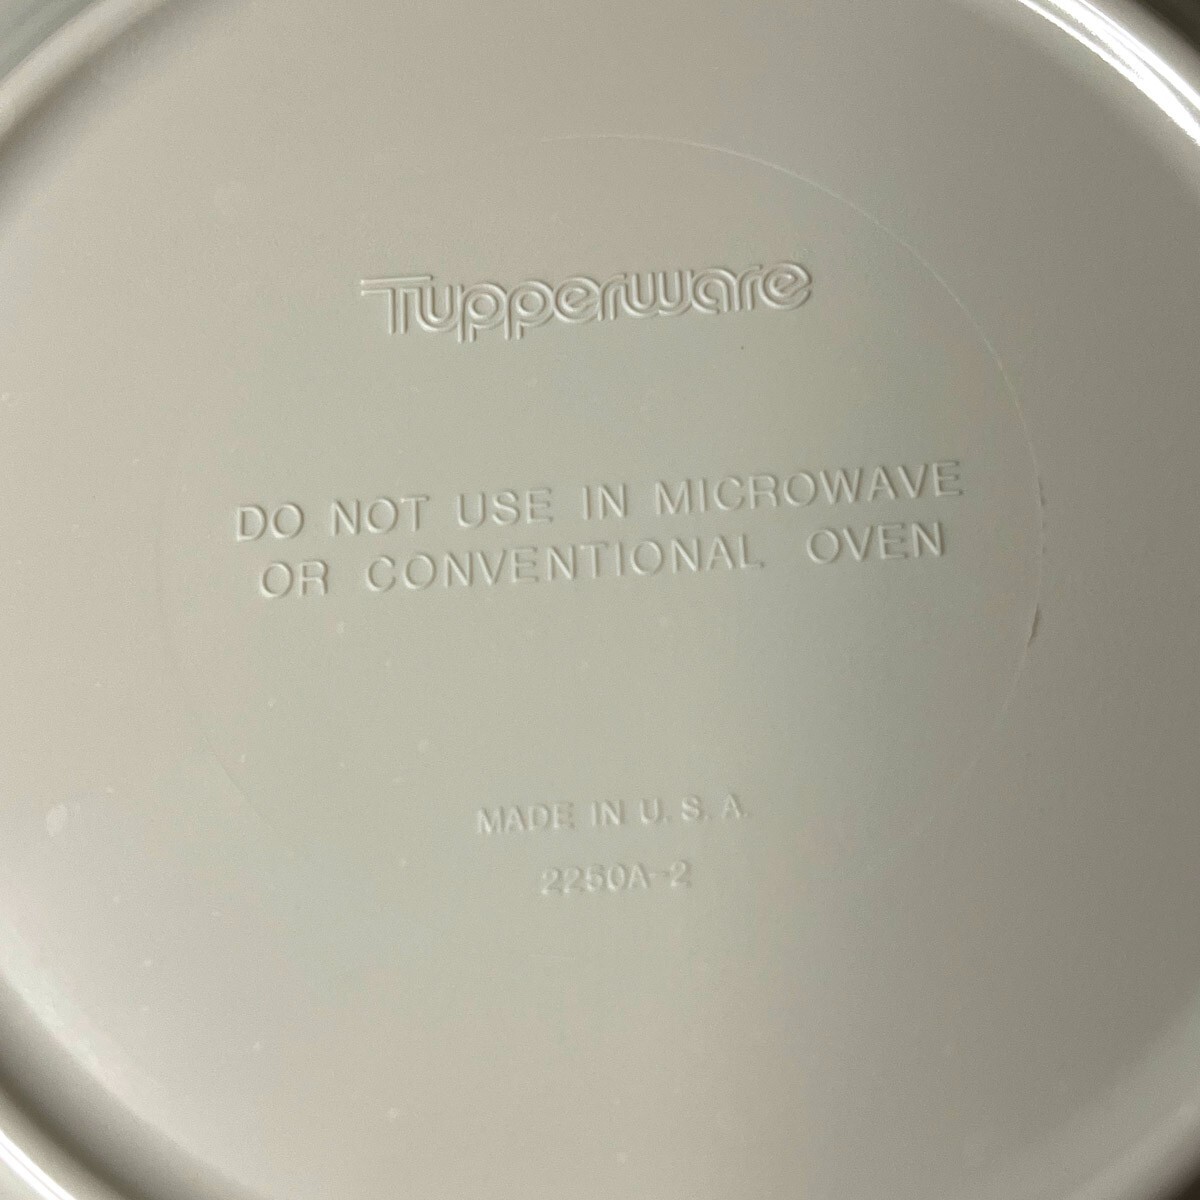 Tupperware
DO NOT USE IN MICROWAVE
OR CONVENTIONAL OVEN
MADE IN U. S. A.
2250A-2